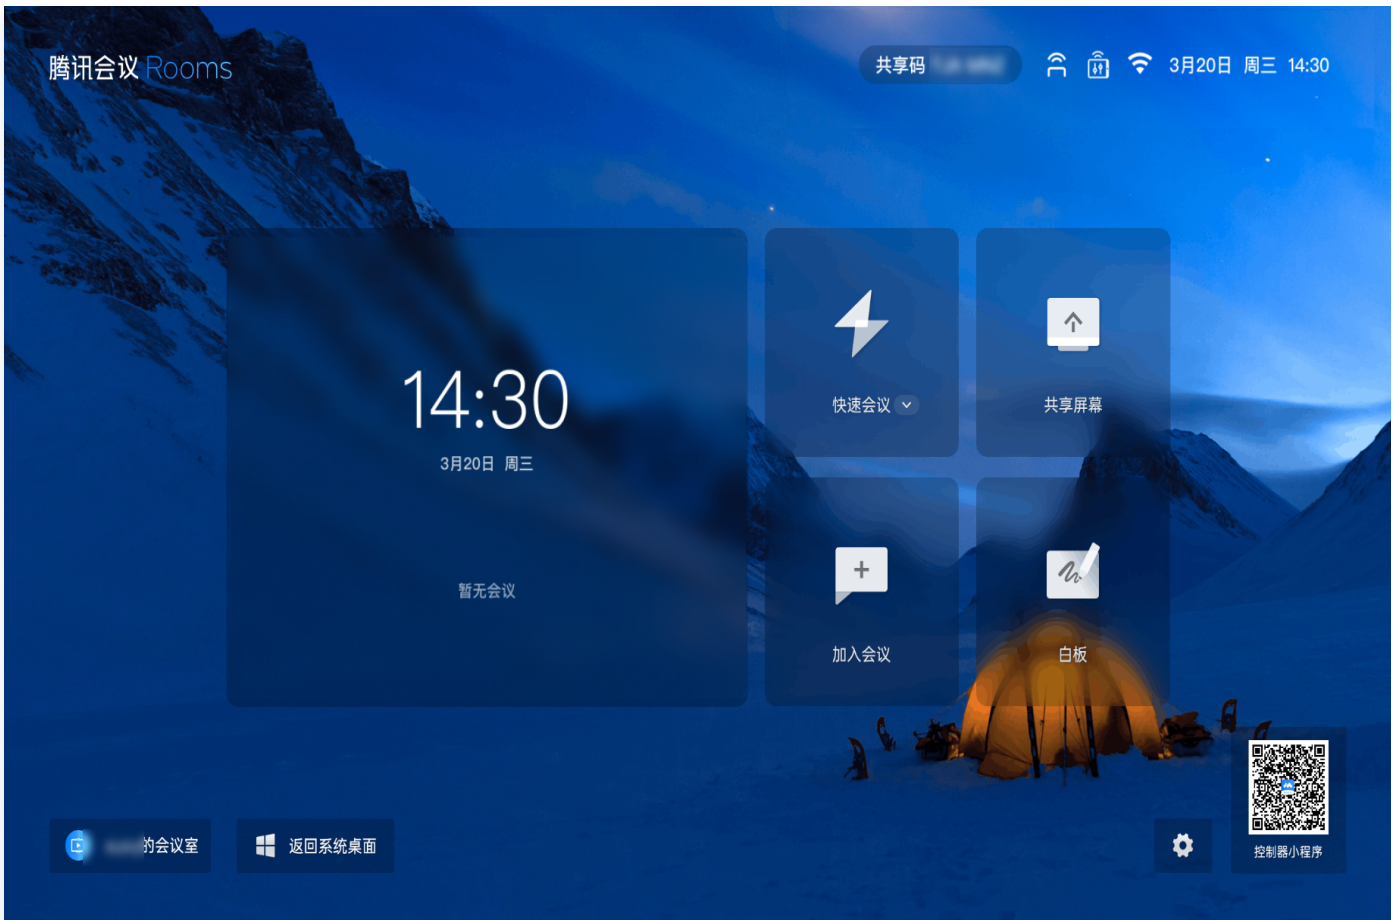 腾讯会议 Rooms
共享码
3月20日 周三 14:30
14:30
3月20日 周三
暂无会议
快速会议
共享屏幕
加入会议
白板
的会议室
返回系统桌面
控制器小程序